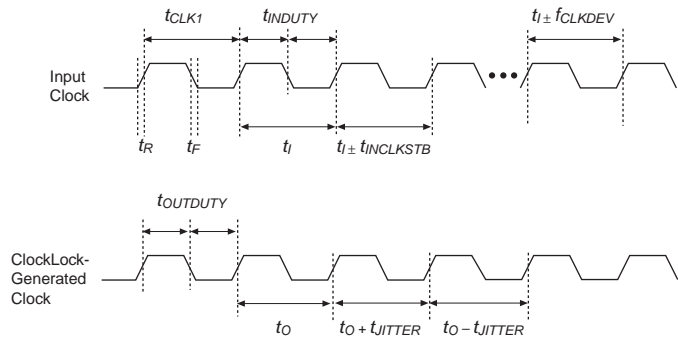 tCLK1
tINDUTY
tI ± fCLKDEV
Input
Clock
tR
tF
tI
tI ± tINCLKSTB
tOUTDUTY
ClockLock-
Generated
Clock
tO
tO + tJITTER
tO – tJITTER